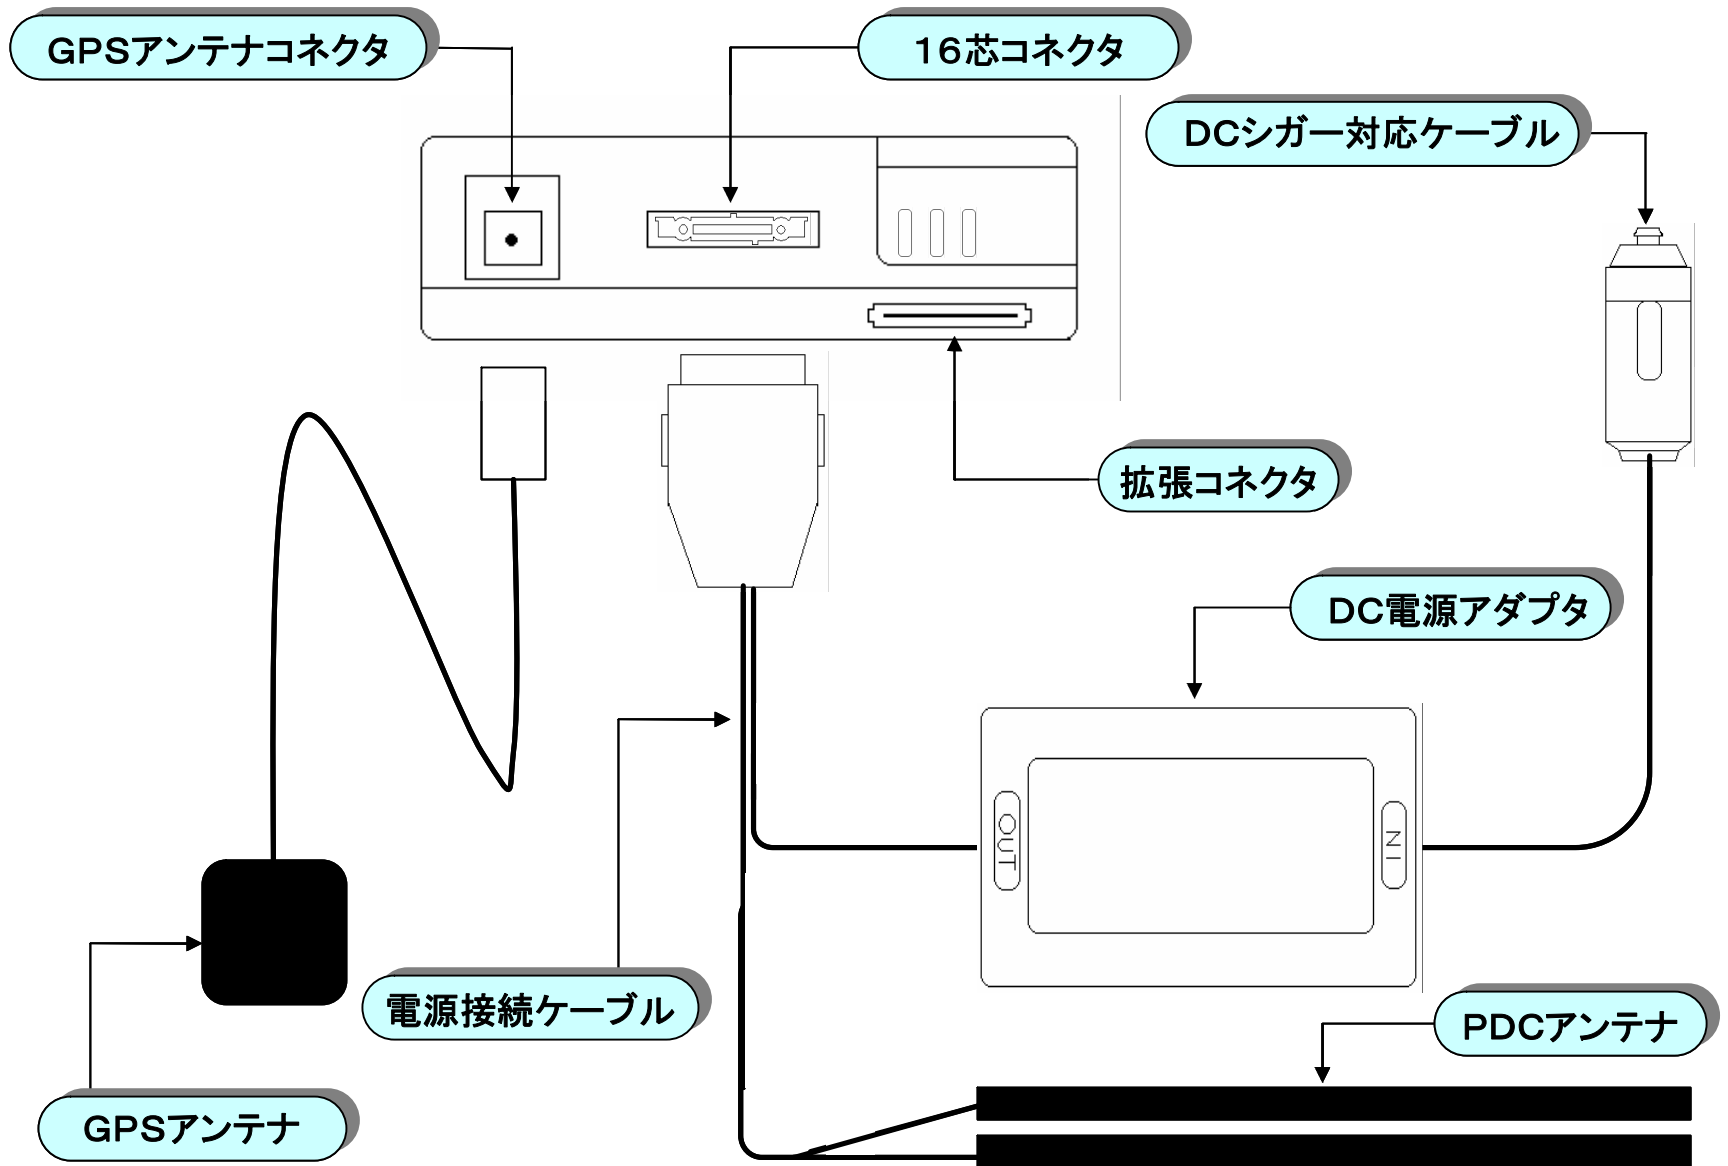 GPSアンテナコネクタ
16芯コネクタ
DCシガー対応ケーブル
拡張コネクタ
DC電源アダプタ
OUT
IN
電源接続ケーブル
PDCアンテナ
GPSアンテナ